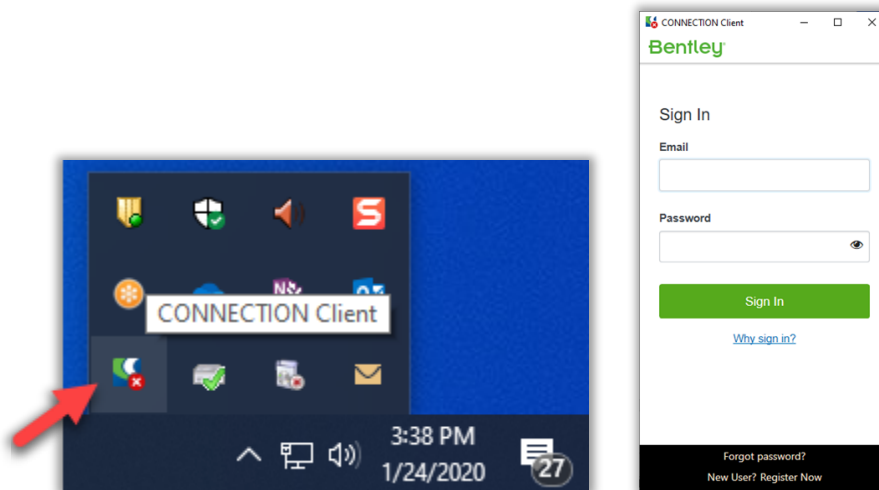 CONNECTION Client
3:38 PM
1/24/2020
27
CONNECTION Client
Bentley
Sign In
Email
Password
Sign In
Why sign in?
Forgot password?
New User? Register Now